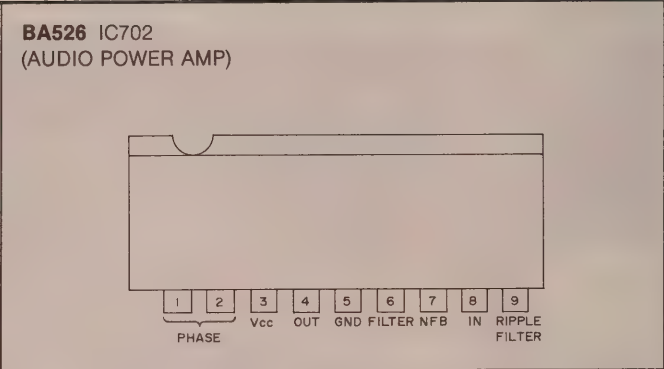 BA526 IC702
(AUDIO POWER AMP)
1 2 3 4 5 6 7 8 9
Vcc OUT GND FILTER NFB IN RIPPLE
PHASE FILTER